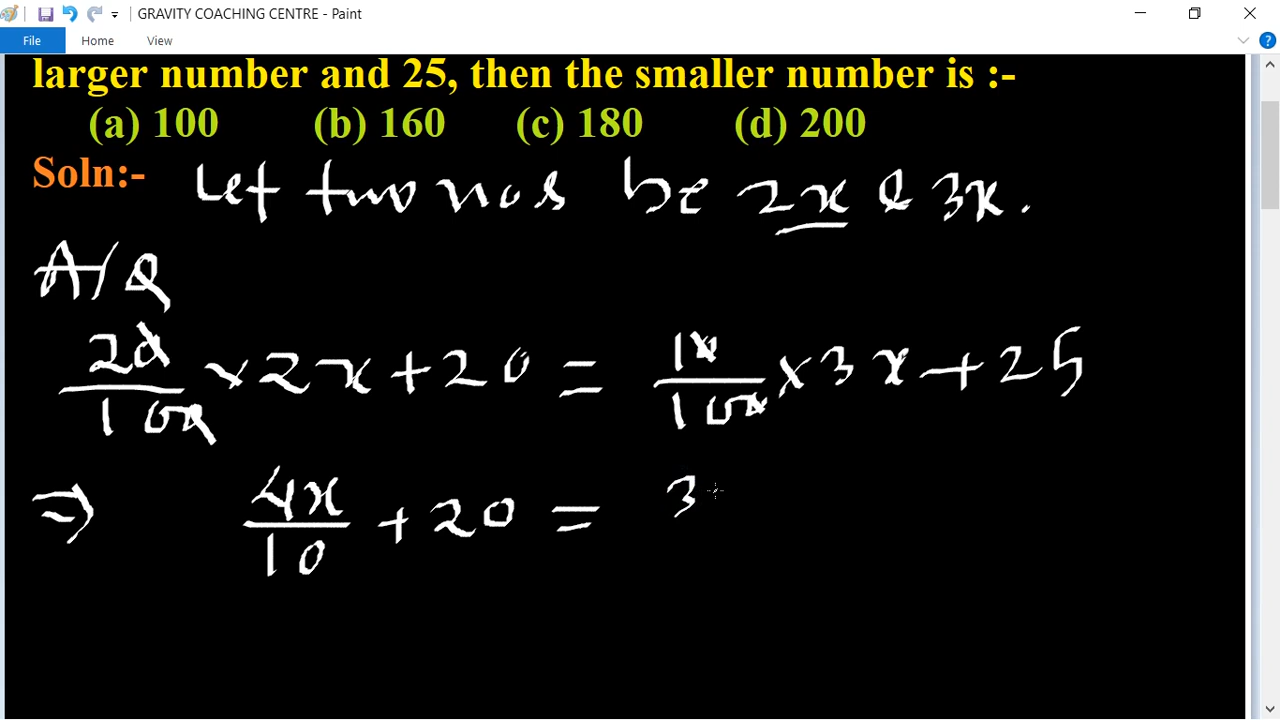 GRAVITY COACHING CENTRE - Paint
File Home View
larger number and 25, then the smaller number is :-
(a) 100 (b) 160 (c) 180 (d) 200
Soln:- Let two nos be 2x & 3x.
A/Q
20/100 × 2x + 20 = 10/100 × 3x + 25
⇒ 4x/10 + 20 = 3